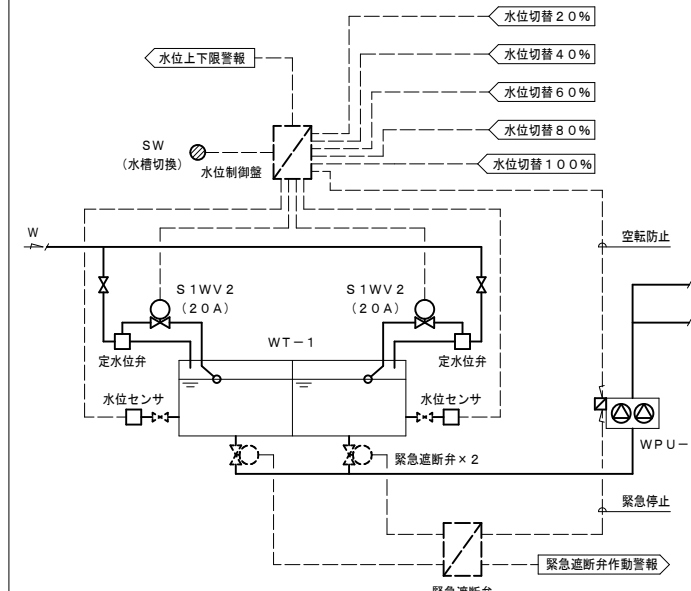 水位切替２０％
水位上下限警報
水位切替４０％
水位切替６０％
水位切替８０％
SW
（水槽切換）
水位制御盤
水位切替１００％
W
空転防止
Ｓ１ＷＶ２
（２０Ａ）
Ｓ１ＷＶ２
（２０Ａ）
ＷＴ－１
定水位弁
定水位弁
水位センサ
水位センサ
ＷＰＵ－
緊急遮断弁×２
緊急停止
緊急遮断弁作動警報
緊急遮断弁